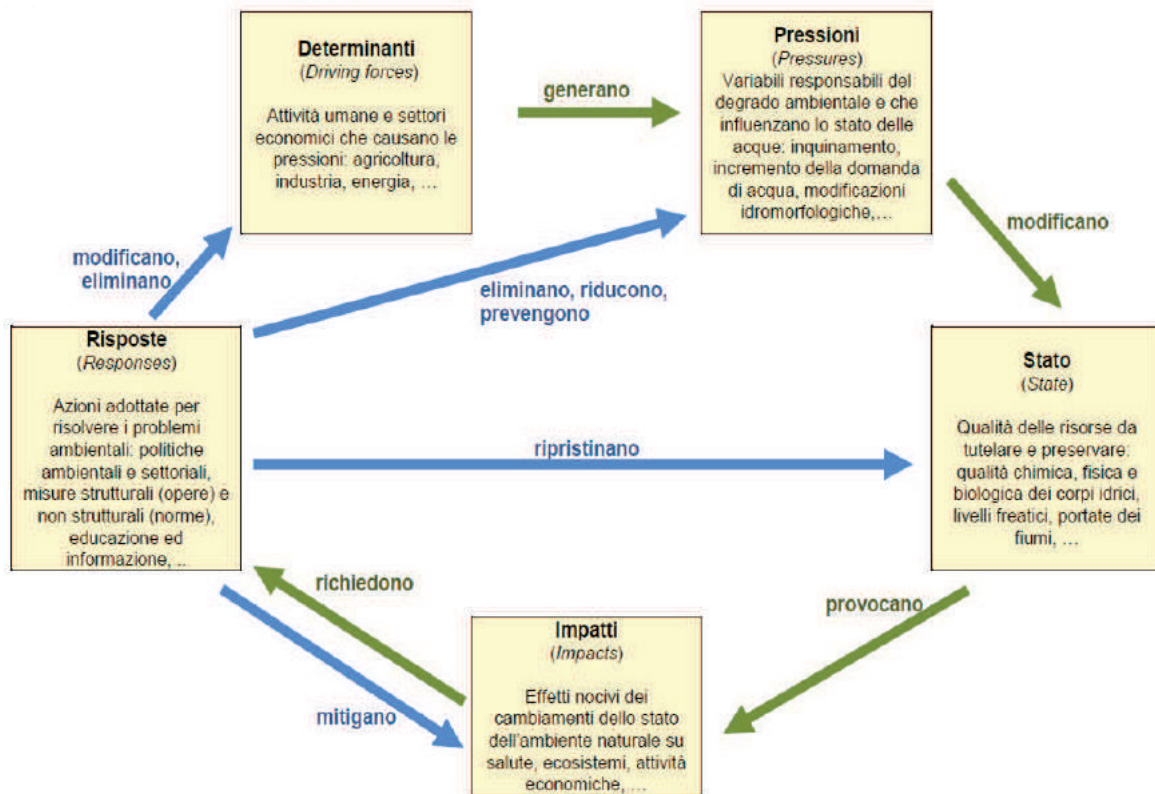 Determinanti
(Driving forces)
Attività umane e settori
economici che causano le
pressioni: agricoltura,
industria, energia, …
generano
Pressioni
(Pressures)
Variabili responsabili del
degrado ambientale e che
influenzano lo stato delle
acque: inquinamento,
incremento della domanda
di acqua, modificazioni
idromorfologiche,…
modificano,
eliminano
eliminano, riducono,
prevengono
modificano
Risposte
(Responses)
Azioni adottate per
risolvere i problemi
ambientali: politiche
ambientali e settoriali,
misure strutturali (opere) e
non strutturali (norme),
educazione ed
informazione, ..
ripristinano
Stato
(State)
Qualità delle risorse da
tutelare e preservare:
qualità chimica, fisica e
biologica dei corpi idrici,
livelli freatici, portate dei
fiumi, …
richiedono
provocano
mitigano
Impatti
(Impacts)
Effetti nocivi dei
cambiamenti dello stato
dell'ambiente naturale su
salute, ecosistemi, attività
economiche, …